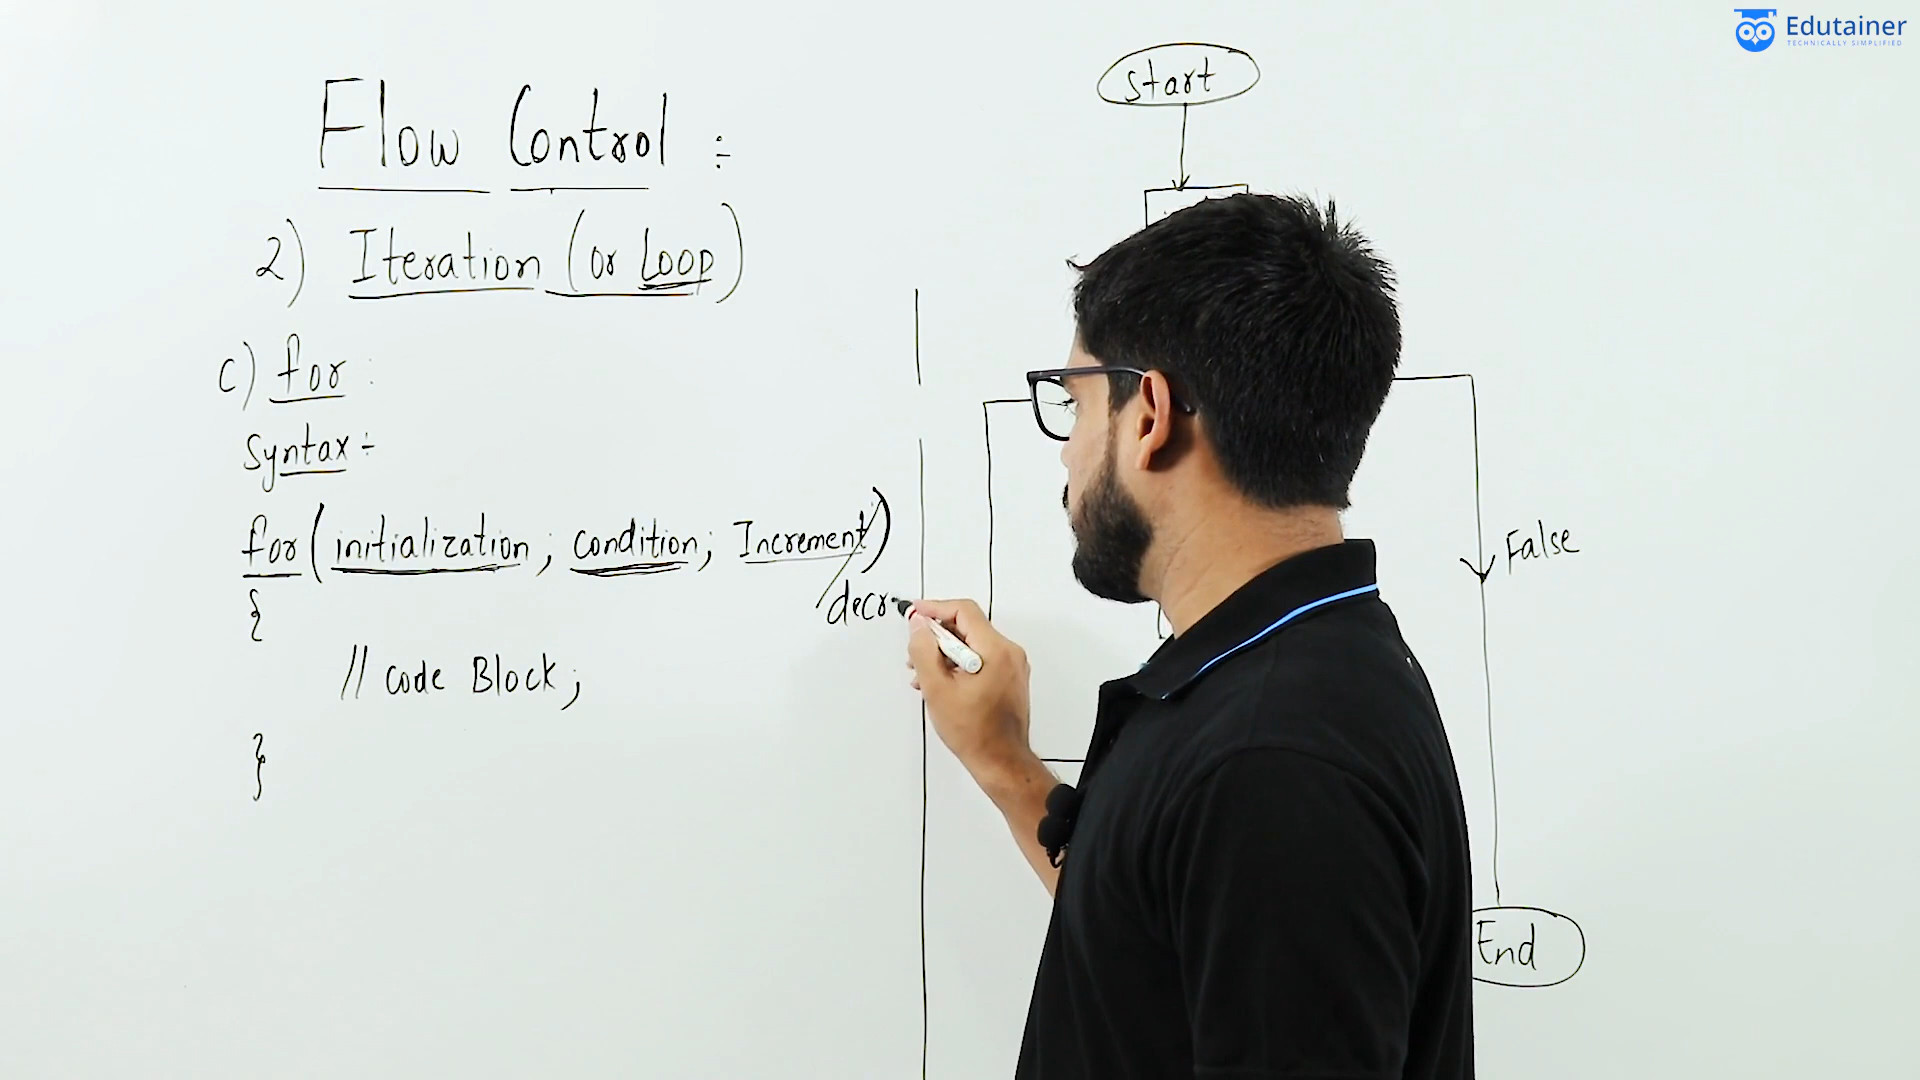 Flow Control :
2) Iteration (or Loop)
c) for :
Syntax :
for (initialization ; condition; Increment/
decr
{
// Code Block ;
}
Start
False
End
Edutainer
TECHNICALLY SIMPLIFIED